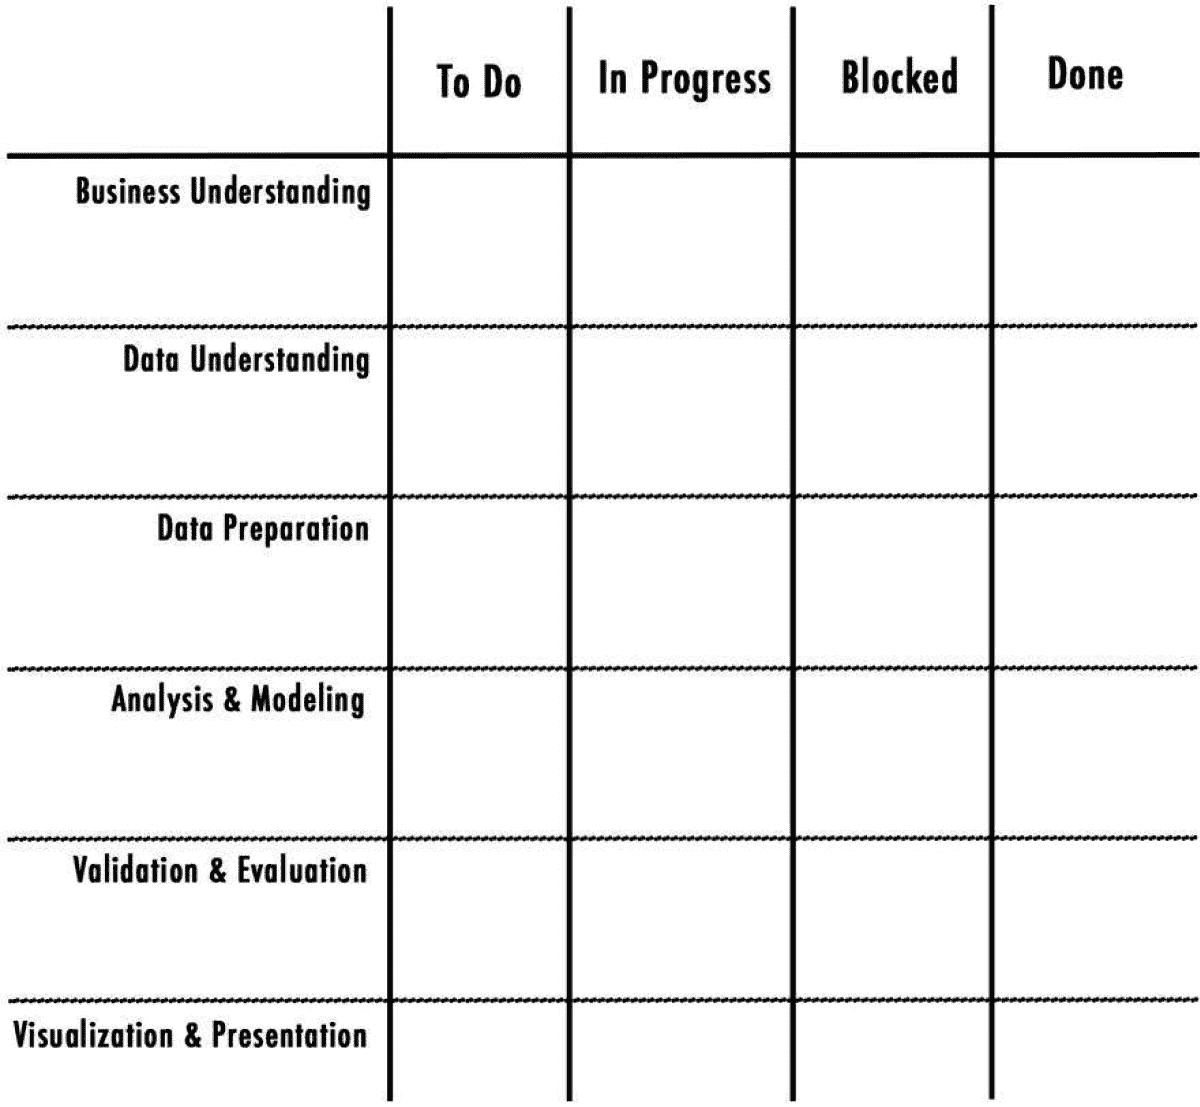 To Do
In Progress
Blocked
Done
Business Understanding
Data Understanding
Data Preparation
Analysis & Modeling
Validation & Evaluation
Visualization & Presentation